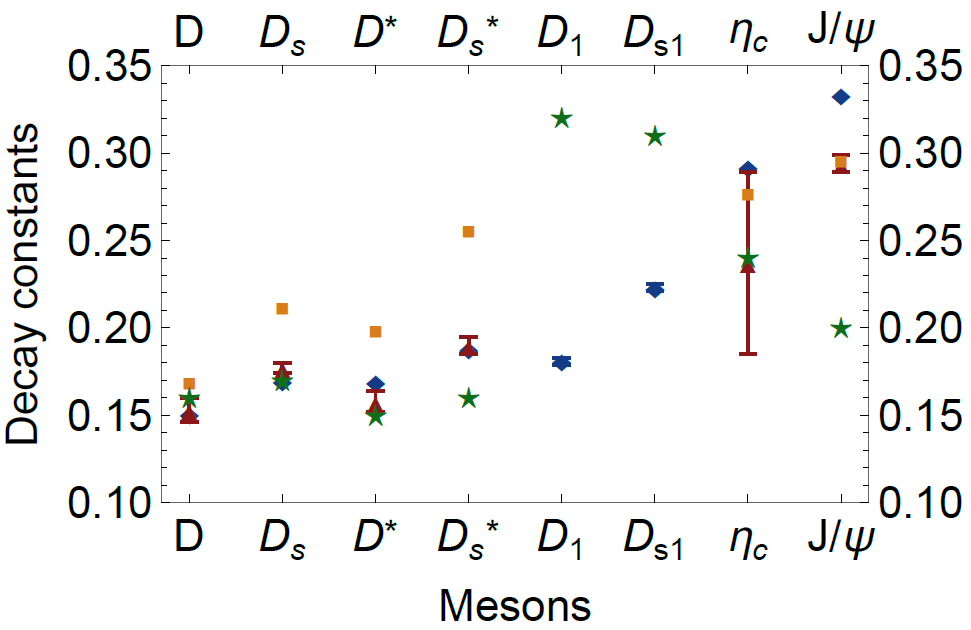 D Dₛ D* Dₛ* D₁ Dₛ₁ ηc J/ψ
0.35 0.35
0.30 0.30
0.25 0.25
0.20 0.20
0.15 0.15
0.10 0.10
D Dₛ D* Dₛ* D₁ Dₛ₁ ηc J/ψ
Decay constants
Mesons